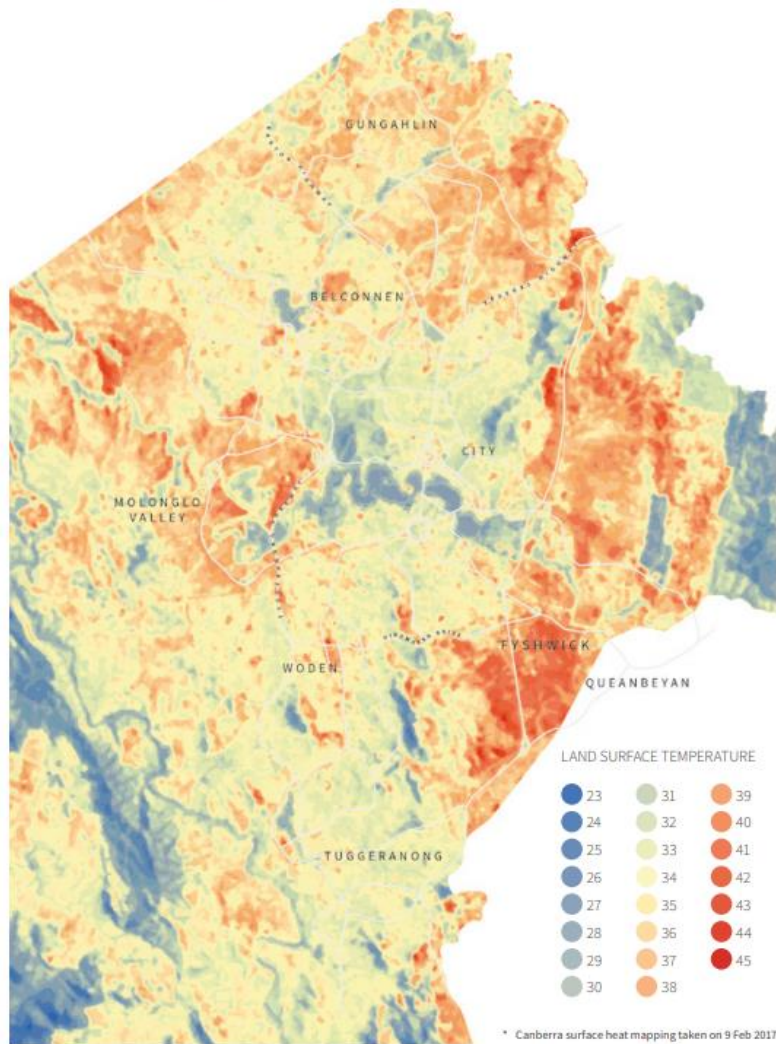 GUNGAHLIN
BELCONNEN
CITY
MOLONGLO
VALLEY
FYSHWICK
WODEN
QUEANBEYAN
TUGGERANONG
LAND SURFACE TEMPERATURE
23 31 39
24 32 40
25 33 41
26 34 42
27 35 43
28 36 44
29 37 45
30 38
* Canberra surface heat mapping taken on 9 Feb 2017